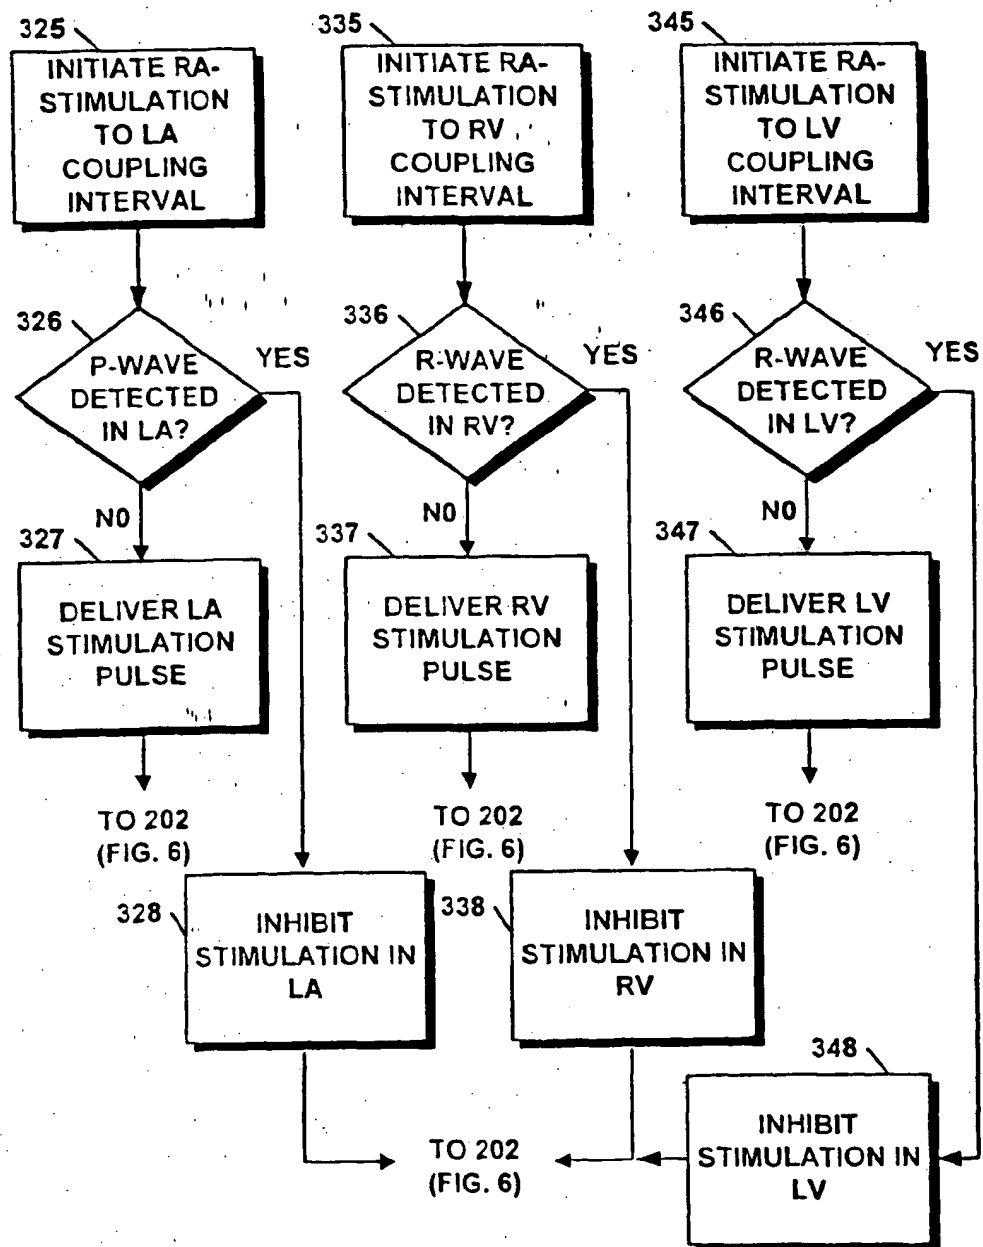 325
INITIATE RA-
STIMULATION
TO LA
COUPLING
INTERVAL
335
INITIATE RA-
STIMULATION
TO RV
COUPLING
INTERVAL
345
INITIATE RA-
STIMULATION
TO LV
COUPLING
INTERVAL
326
P-WAVE
DETECTED
IN LA?
YES
NO
336
R-WAVE
DETECTED
IN RV?
YES
NO
346
R-WAVE
DETECTED
IN LV?
YES
NO
327
DELIVER LA
STIMULATION
PULSE
337
DELIVER RV
STIMULATION
PULSE
347
DELIVER LV
STIMULATION
PULSE
TO 202
(FIG. 6)
TO 202
(FIG. 6)
TO 202
(FIG. 6)
328
INHIBIT
STIMULATION IN
LA
338
INHIBIT
STIMULATION IN
RV
348
INHIBIT
STIMULATION IN
LV
TO 202
(FIG. 6)